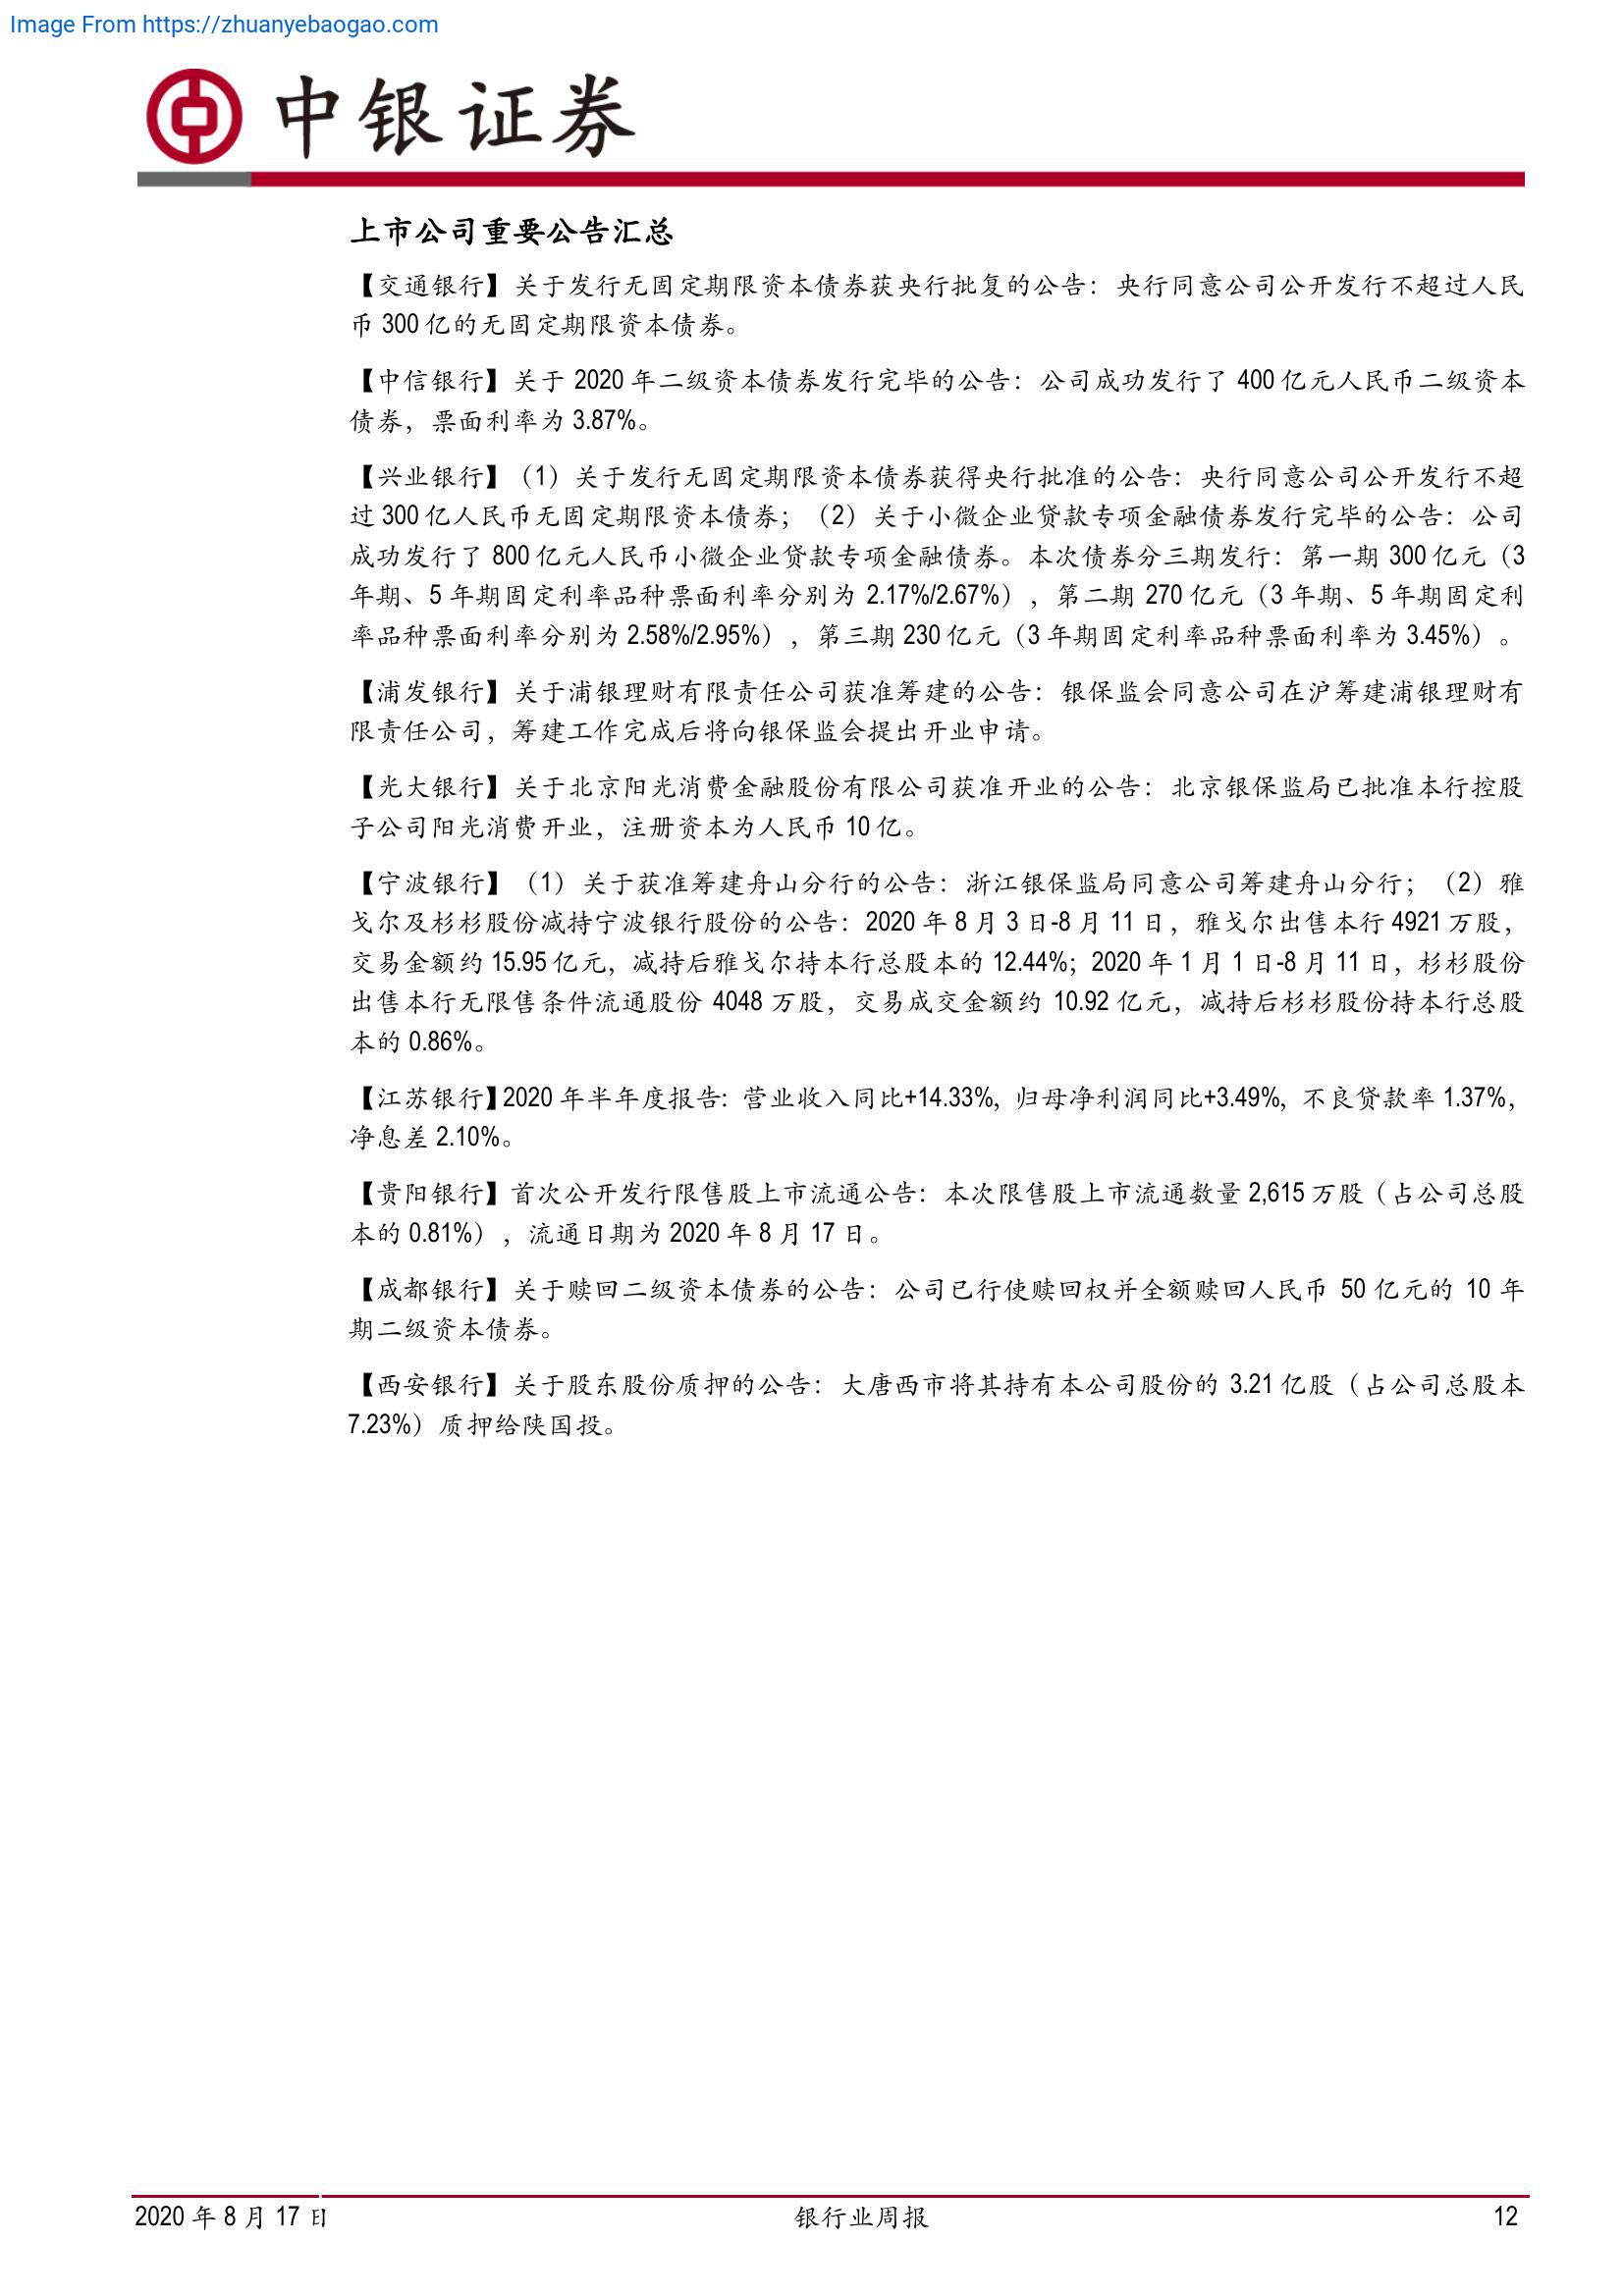 Image From https://zhuanyebaogao.com
中银证券
上市公司重要公告汇总
【交通银行】关于发行无固定期限资本债券获央行批复的公告：央行同意公司公开发行不超过人民
币 300 亿的无固定期限资本债券。
【中信银行】关于 2020 年二级资本债券发行完毕的公告：公司成功发行了 400 亿元人民币二级资本
债券，票面利率为 3.87%。
【兴业银行】（1）关于发行无固定期限资本债券获得央行批准的公告：央行同意公司公开发行不超
过 300 亿人民币无固定期限资本债券；（2）关于小微企业贷款专项金融债券发行完毕的公告：公司
成功发行了 800 亿元人民币小微企业贷款专项金融债券。本次债券分三期发行：第一期 300 亿元（3
年期、5 年期固定利率品种票面利率分别为 2.17%/2.67%），第二期 270 亿元（3 年期、5 年期固定利
率品种票面利率分别为 2.58%/2.95%），第三期 230 亿元（3 年期固定利率品种票面利率为 3.45%）。
【浦发银行】关于浦银理财有限责任公司获准筹建的公告：银保监会同意公司在沪筹建浦银理财有
限责任公司，筹建工作完成后将向银保监会提出开业申请。
【光大银行】关于北京阳光消费金融股份有限公司获准开业的公告：北京银保监局已批准本行控股
子公司阳光消费开业，注册资本为人民币 10 亿。
【宁波银行】（1）关于获准筹建舟山分行的公告：浙江银保监局同意公司筹建舟山分行；（2）雅
戈尔及杉杉股份减持宁波银行股份的公告：2020 年 8 月 3 日-8 月 11 日，雅戈尔出售本行 4921 万股，
交易金额约 15.95 亿元，减持后雅戈尔持本行总股本的 12.44%；2020 年 1 月 1 日-8 月 11 日，杉杉股份
出售本行无限售条件流通股份 4048 万股，交易成交金额约 10.92 亿元，减持后杉杉股份持本行总股
本的 0.86%。
【江苏银行】2020 年半年度报告：营业收入同比+14.33%，归母净利润同比+3.49%，不良贷款率 1.37%，
净息差 2.10%。
【贵阳银行】首次公开发行限售股上市流通公告：本次限售股上市流通数量 2,615 万股（占公司总股
本的 0.81%），流通日期为 2020 年 8 月 17 日。
【成都银行】关于赎回二级资本债券的公告：公司已行使赎回权并全额赎回人民币 50 亿元的 10 年
期二级资本债券。
【西安银行】关于股东股份质押的公告：大唐西市将其持有本公司股份的 3.21 亿股（占公司总股本
7.23%）质押给陕国投。
2020 年 8 月 17 日
银行业周报
12